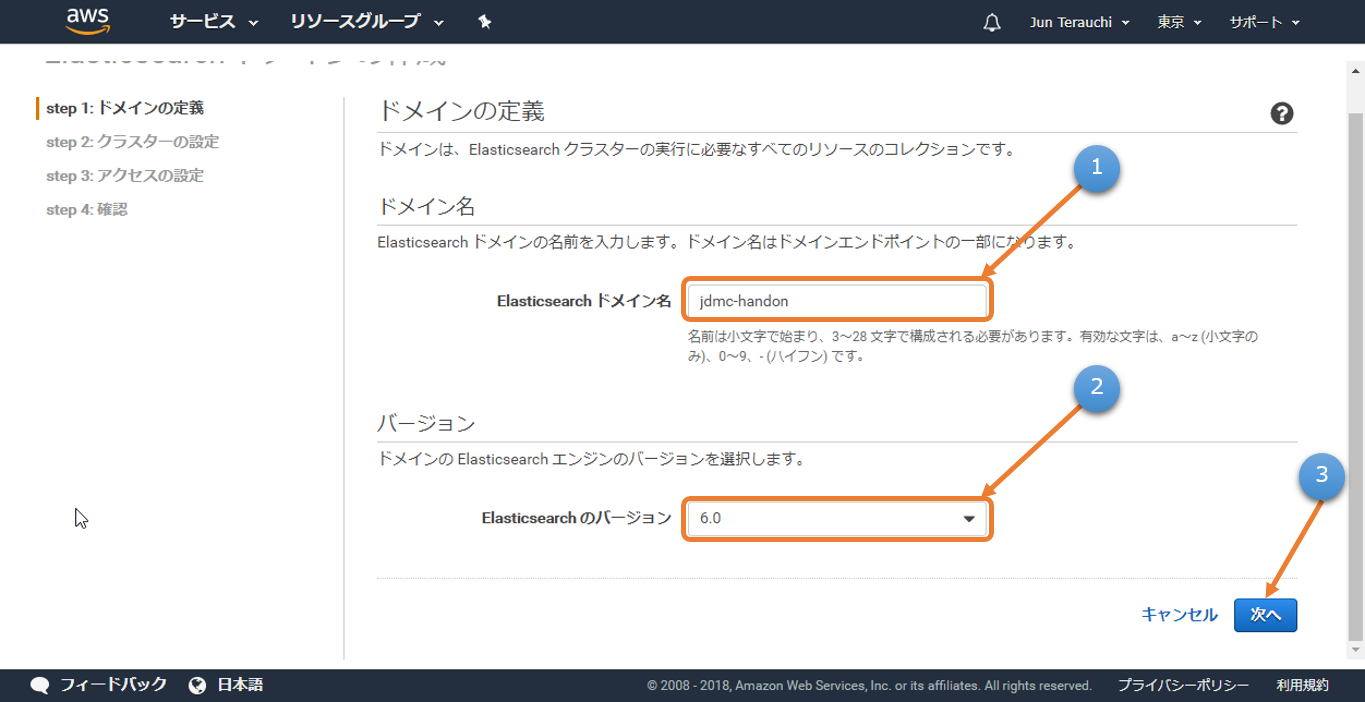 aws サービス リソースグループ Jun Terauchi 東京 サポート
step 1: ドメインの定義
step 2: クラスターの設定
step 3: アクセスの設定
step 4: 確認
ドメインの定義
ドメインは、Elasticsearch クラスターの実行に必要なすべてのリソースのコレクションです。
1
ドメイン名
Elasticsearch ドメインの名前を入力します。ドメイン名はドメインエンドポイントの一部になります。
Elasticsearch ドメイン名 jdmc-handon
名前は小文字で始まり、3～28 文字で構成される必要があります。有効な文字は、a～z (小文字の
み)、0～9、- (ハイフン) です。
2
バージョン
ドメインの Elasticsearch エンジンのバージョンを選択します。
3
Elasticsearch のバージョン 6.0
キャンセル 次へ
フィードバック 日本語 © 2008 - 2018, Amazon Web Services, Inc. or its affiliates. All rights reserved. プライバシーポリシー 利用規約